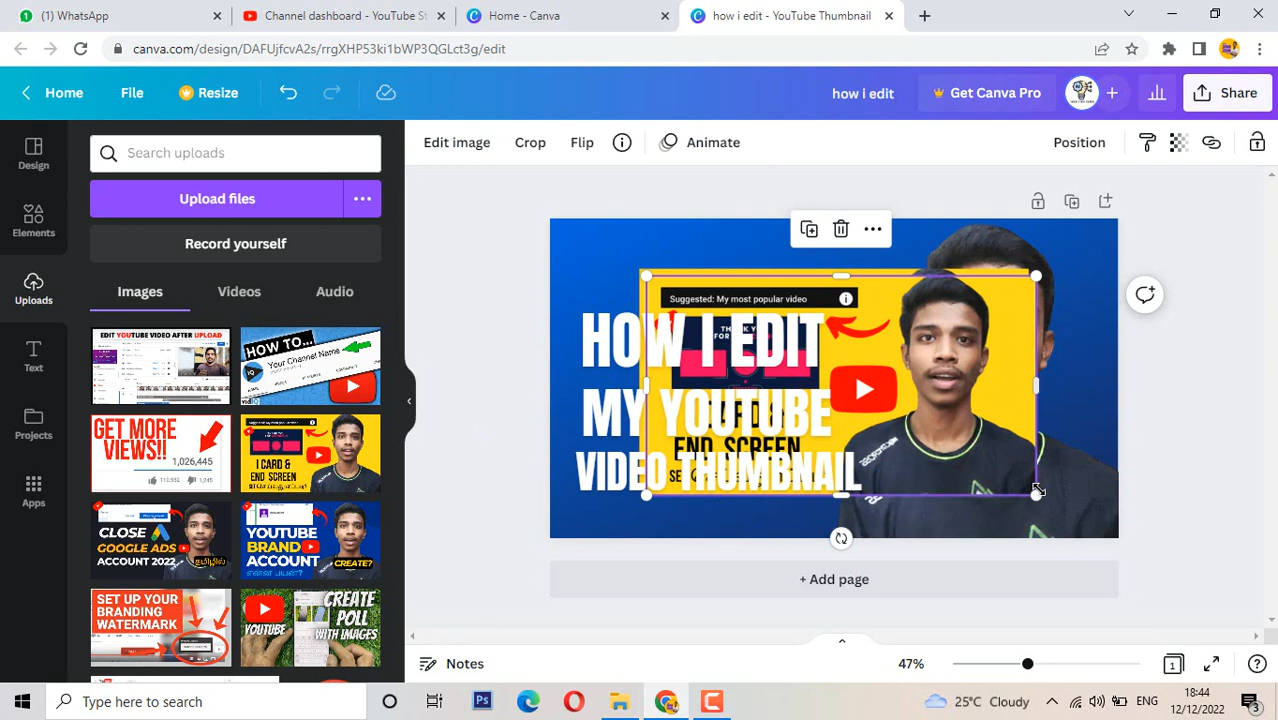 (1) WhatsApp
Channel dashboard - YouTube St
Home - Canva
how i edit - YouTube Thumbnail
canva.com/design/DAFUjfcvA2s/rrgXHP53ki1bWP3QGLct3g/edit
Home
File
Resize
how i edit
Get Canva Pro
Share
Design
Elements
Uploads
Text
Projects
Apps
Search uploads
Upload files
Record yourself
Images
Videos
Audio
EDIT YOUTUBE VIDEO AFTER UPLOAD
HOW TO...
Your Channel Name
GET MORE
VIEWS!!
1,026,445
I CARD &
END SCREEN
CLOSE
GOOGLE ADS
ACCOUNT 2022
தமிழில்
YOUTUBE
BRAND
ACCOUNT
CREATE?
SET UP YOUR
BRANDING
WATERMARK
YOUTUBE
CREATE
POLL
WITH IMAGES
Edit image
Crop
Flip
Animate
Position
Suggested: My most popular video
HOW I EDIT
MY YOUTUBE
VIDEO THUMBNAIL
END SCREEN
+ Add page
Notes
47%
1
Type here to search
25°C Cloudy
ENG
18:44
12/12/2022
3